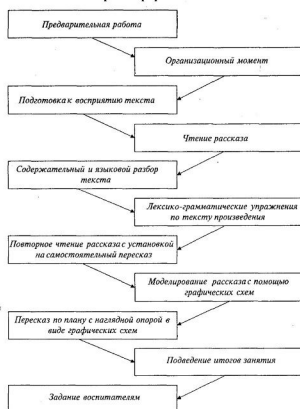 Предварительная работа
Организационный момент
Подготовка к восприятию текста
Чтение рассказа
Содержательный и языковой разбор
текста
Лексико-грамматические упражнения
по тексту произведения
Повторное чтение рассказа с установкой
на самостоятельный пересказ
Моделирование рассказа с помощью
графических схем
Пересказ по плану с наглядной опорой в
виде графических схем
Подведение итогов занятия
Задание воспитателям